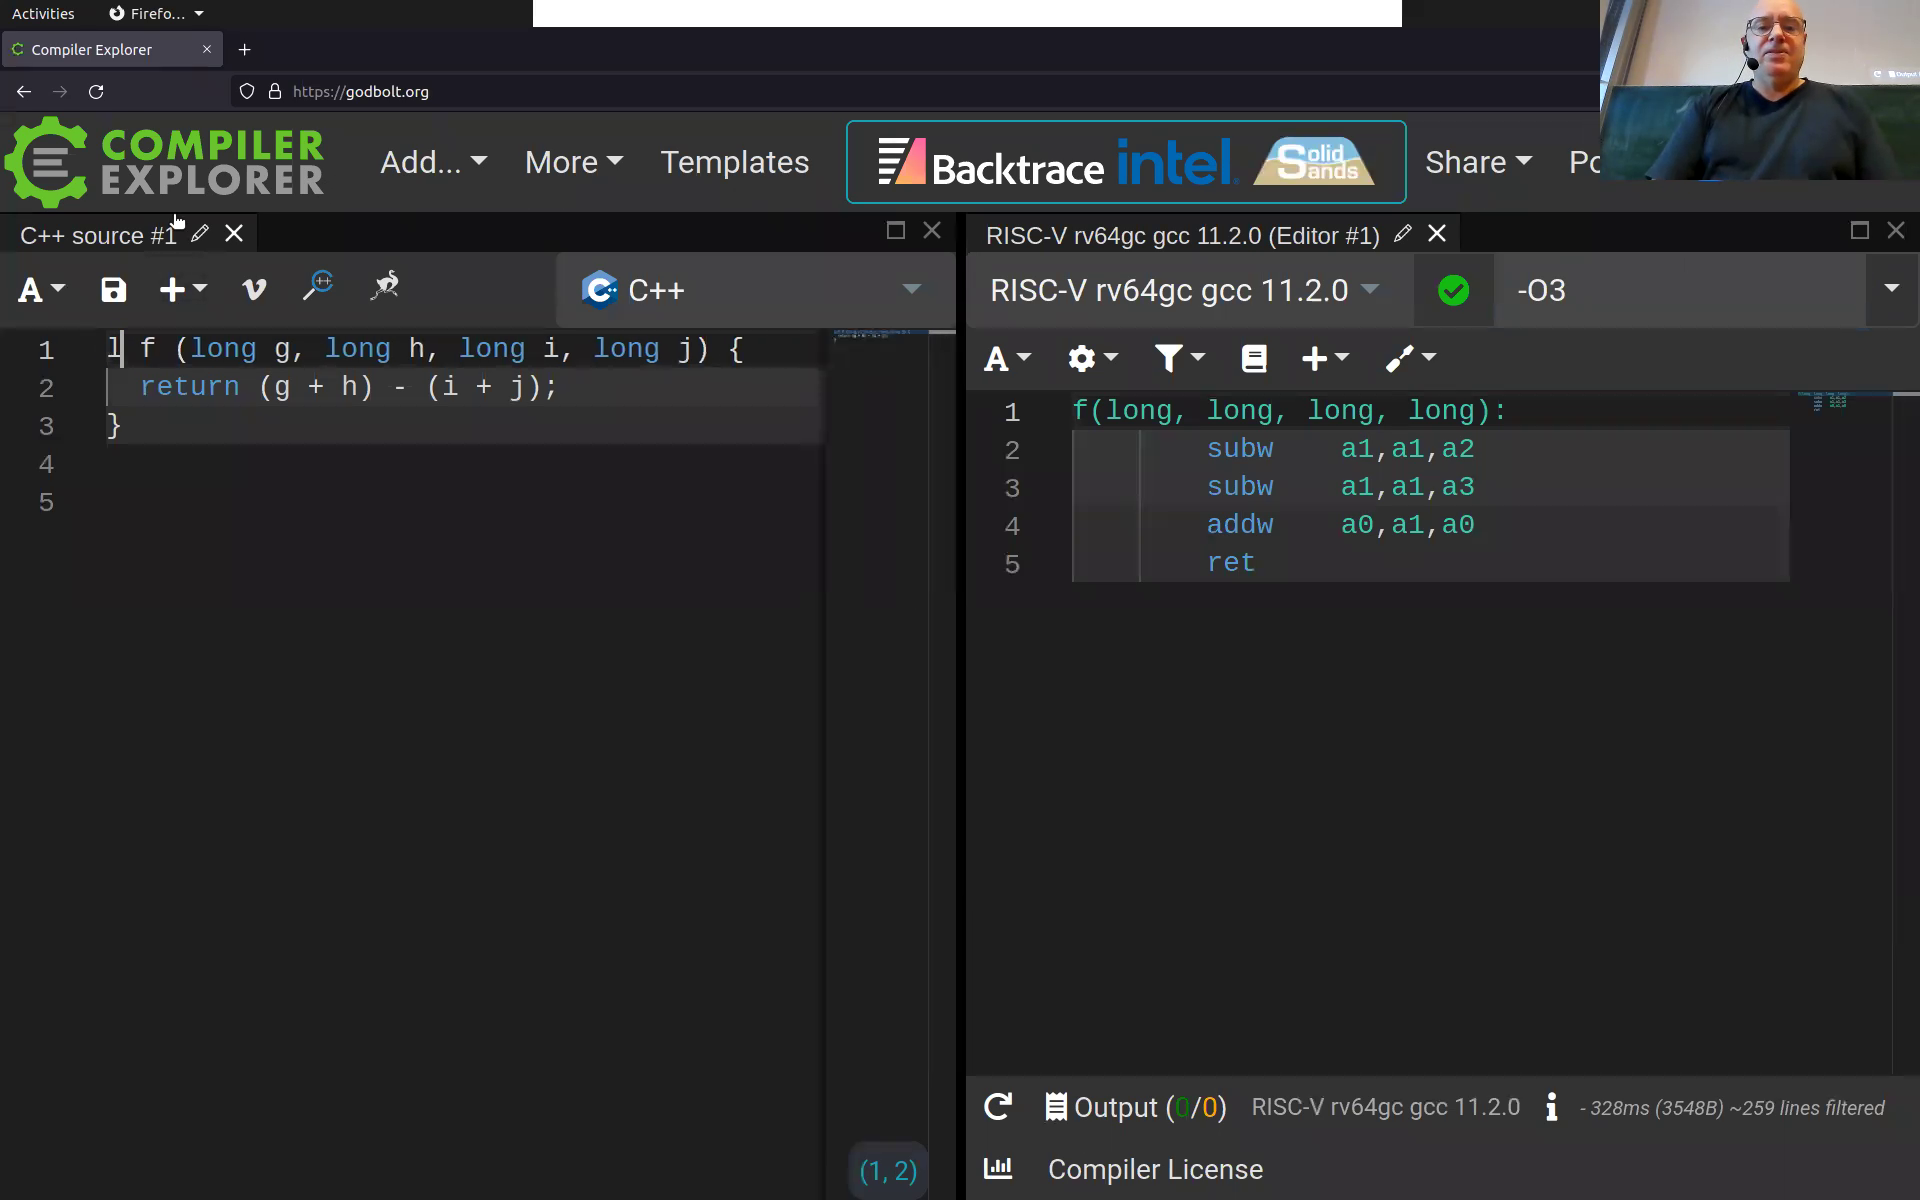 Activities Firefo...
Compiler Explorer
https://godbolt.org
COMPILER EXPLORER Add... More Templates Backtrace intel. Solid Sands Share Po
C++ source #1
A C++
1 l f (long g, long h, long i, long j) {
2 return (g + h) - (i + j);
3 }
4
5
(1, 2)
RISC-V rv64gc gcc 11.2.0 (Editor #1)
RISC-V rv64gc gcc 11.2.0 -O3
A
1 f(long, long, long, long):
2 subw a1,a1,a2
3 subw a1,a1,a3
4 addw a0,a1,a0
5 ret
Output (0/0) RISC-V rv64gc gcc 11.2.0 - 328ms (3548B) ~259 lines filtered
Compiler License